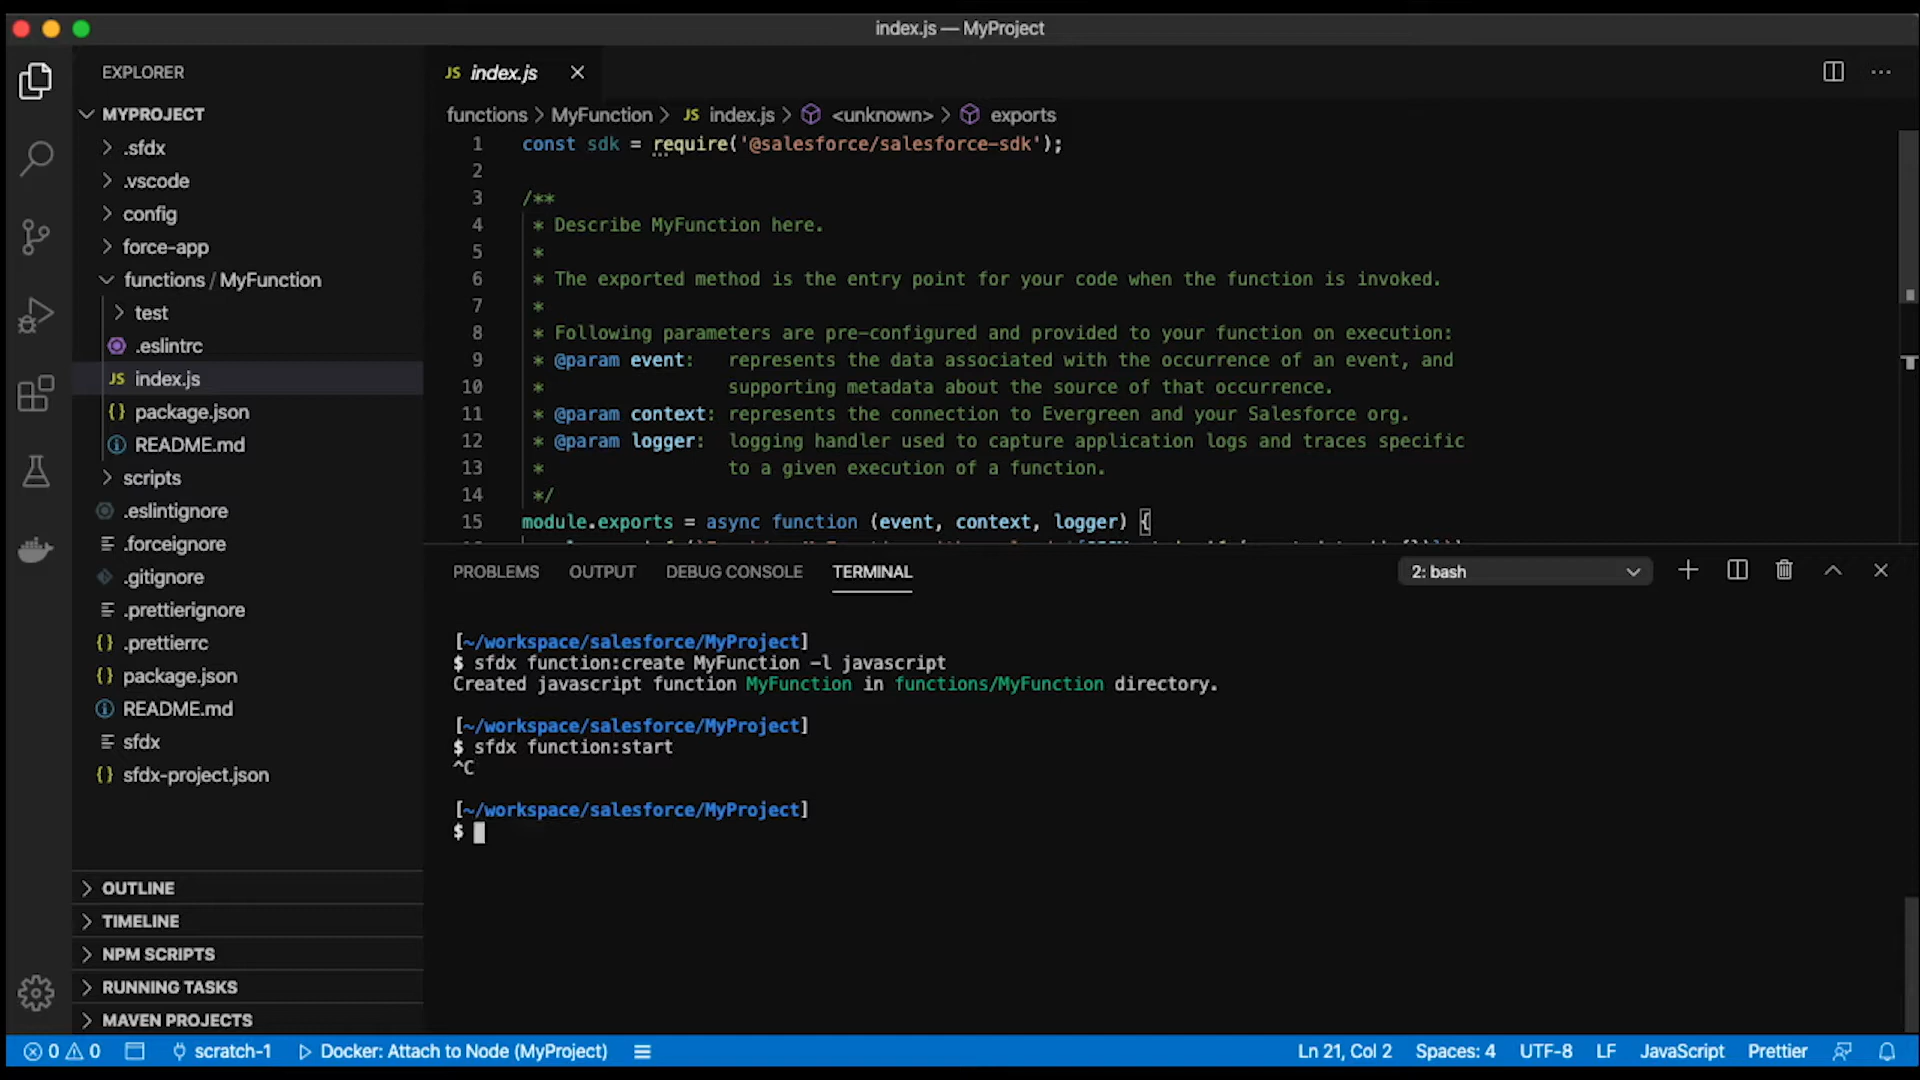 index.js — MyProject
EXPLORER
MYPROJECT
.sfdx
.vscode
config
force-app
functions / MyFunction
test
.eslintrc
JS index.js
{} package.json
README.md
scripts
.eslintignore
.forceignore
.gitignore
.prettierignore
{} .prettierrc
{} package.json
README.md
sfdx
{} sfdx-project.json
OUTLINE
TIMELINE
NPM SCRIPTS
RUNNING TASKS
MAVEN PROJECTS
JS index.js
functions > MyFunction > JS index.js > <unknown> > exports
1 const sdk = require('@salesforce/salesforce-sdk');
2
3 /**
4 * Describe MyFunction here.
5 *
6 * The exported method is the entry point for your code when the function is invoked.
7 *
8 * Following parameters are pre-configured and provided to your function on execution:
9 * @param event: represents the data associated with the occurrence of an event, and
10 * supporting metadata about the source of that occurrence.
11 * @param context: represents the connection to Evergreen and your Salesforce org.
12 * @param logger: logging handler used to capture application logs and traces specific
13 * to a given execution of a function.
14 */
15 module.exports = async function (event, context, logger) {
PROBLEMS OUTPUT DEBUG CONSOLE TERMINAL 2: bash
[~/workspace/salesforce/MyProject]
$ sfdx function:create MyFunction -l javascript
Created javascript function MyFunction in functions/MyFunction directory.
[~/workspace/salesforce/MyProject]
$ sfdx function:start
^C
[~/workspace/salesforce/MyProject]
$
0 0 scratch-1 Docker: Attach to Node (MyProject) Ln 21, Col 2 Spaces: 4 UTF-8 LF JavaScript Prettier